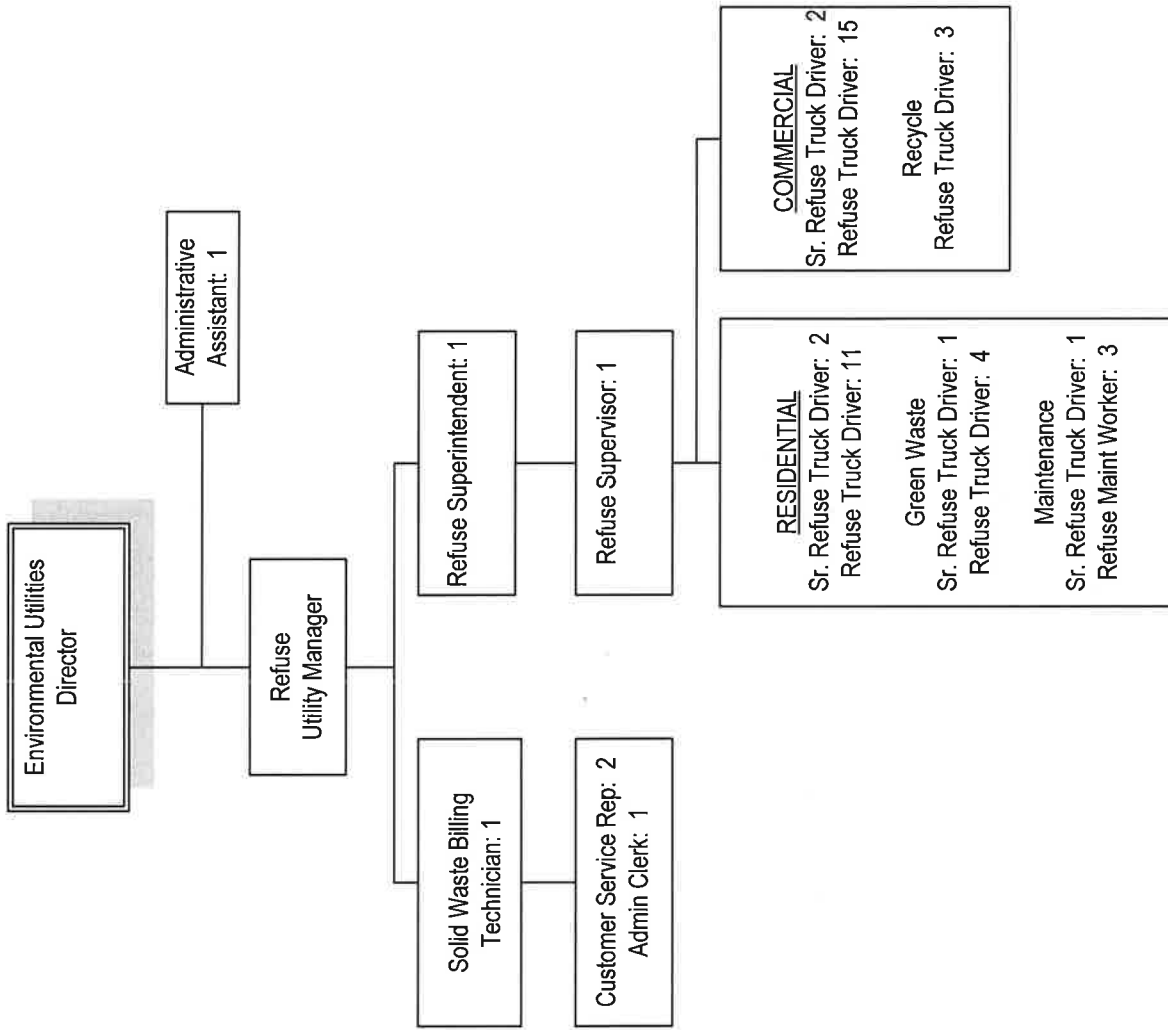 Environmental Utilities
Director
Administrative
Assistant: 1
Refuse
Utility Manager
Solid Waste Billing
Technician: 1
Refuse Superintendent: 1
Customer Service Rep: 2
Admin Clerk: 1
Refuse Supervisor: 1
RESIDENTIAL
Sr. Refuse Truck Driver: 2
Refuse Truck Driver: 11
Green Waste
Sr. Refuse Truck Driver: 1
Refuse Truck Driver: 4
Maintenance
Sr. Refuse Truck Driver: 1
Refuse Maint Worker: 3
COMMERCIAL
Sr. Refuse Truck Driver: 2
Refuse Truck Driver: 15
Recycle
Refuse Truck Driver: 3